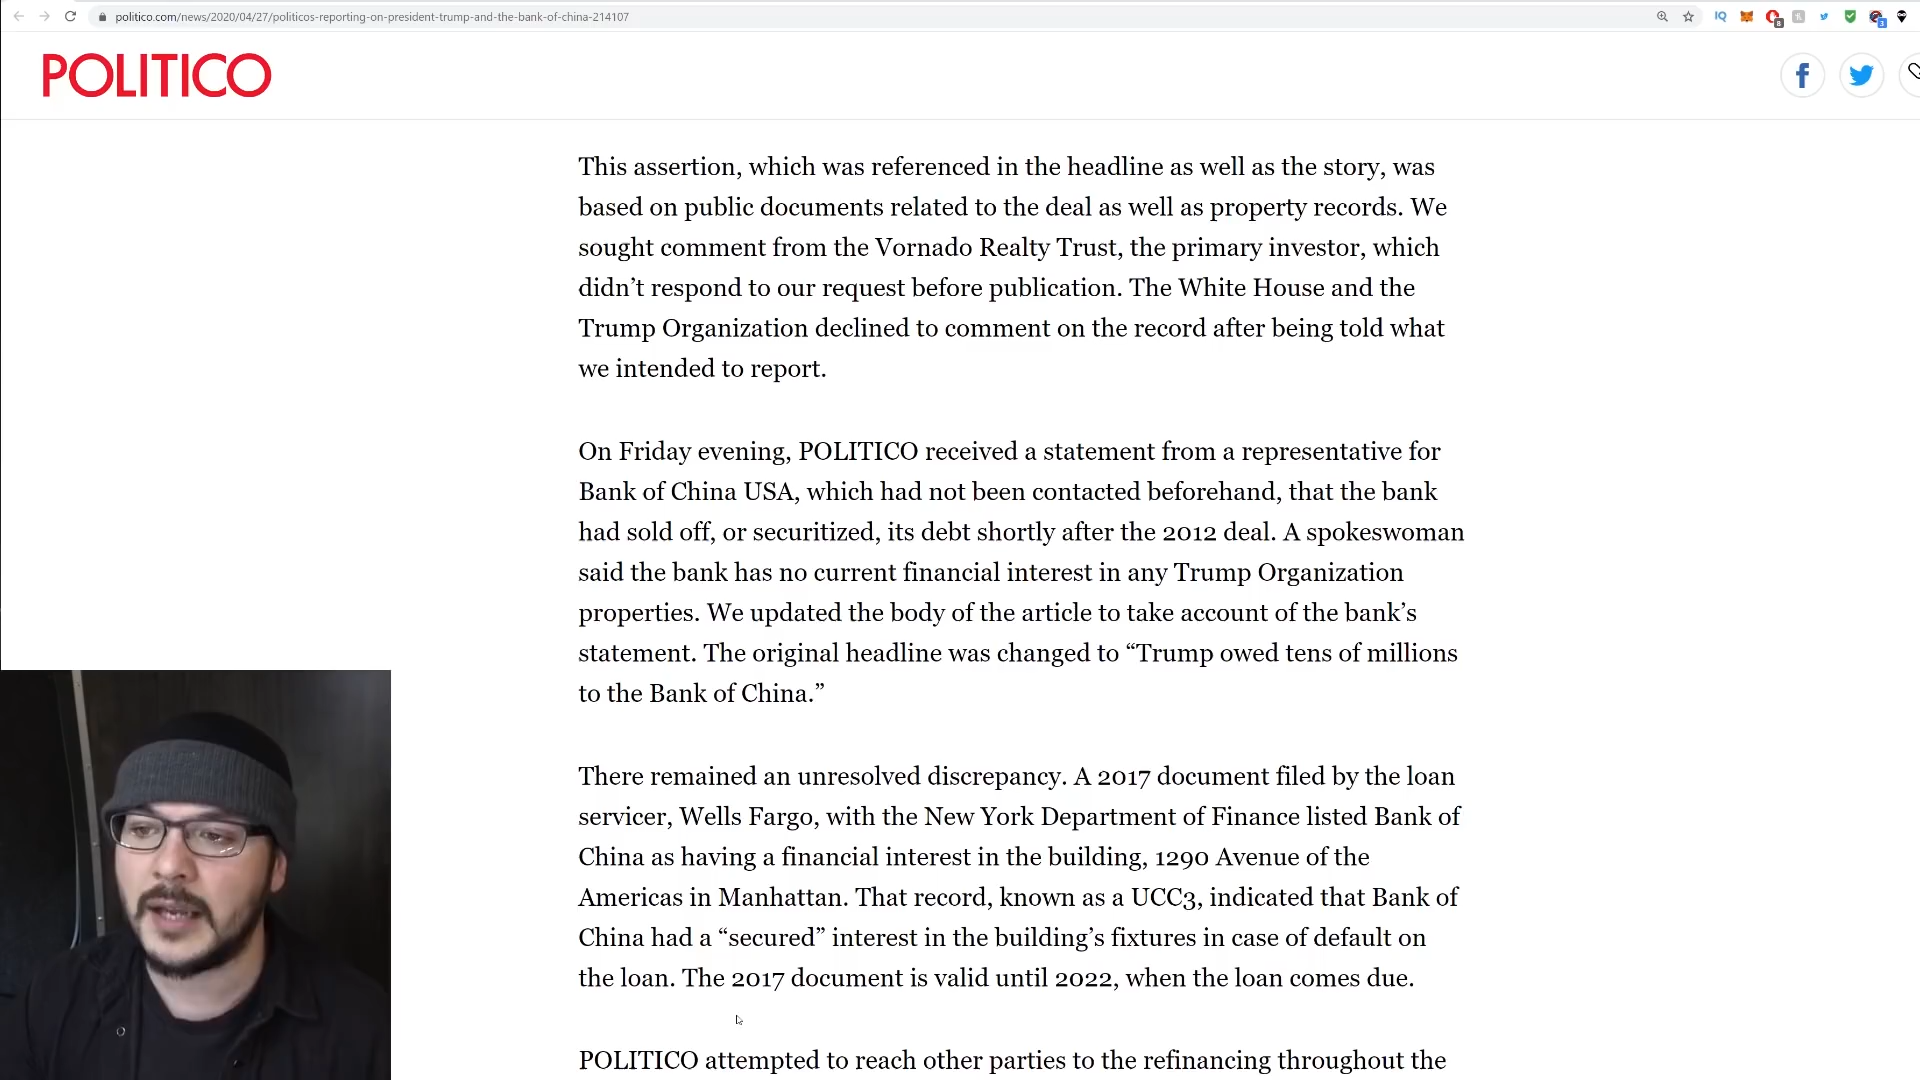 politico.com/news/2020/04/27/politicos-reporting-on-president-trump-and-the-bank-of-china-214107
IQ
8
3
POLITICO
This assertion, which was referenced in the headline as well as the story, was
based on public documents related to the deal as well as property records. We
sought comment from the Vornado Realty Trust, the primary investor, which
didn’t respond to our request before publication. The White House and the
Trump Organization declined to comment on the record after being told what
we intended to report.
On Friday evening, POLITICO received a statement from a representative for
Bank of China USA, which had not been contacted beforehand, that the bank
had sold off, or securitized, its debt shortly after the 2012 deal. A spokeswoman
said the bank has no current financial interest in any Trump Organization
properties. We updated the body of the article to take account of the bank’s
statement. The original headline was changed to “Trump owed tens of millions
to the Bank of China.”
There remained an unresolved discrepancy. A 2017 document filed by the loan
servicer, Wells Fargo, with the New York Department of Finance listed Bank of
China as having a financial interest in the building, 1290 Avenue of the
Americas in Manhattan. That record, known as a UCC3, indicated that Bank of
China had a “secured” interest in the building’s fixtures in case of default on
the loan. The 2017 document is valid until 2022, when the loan comes due.
POLITICO attempted to reach other parties to the refinancing throughout the